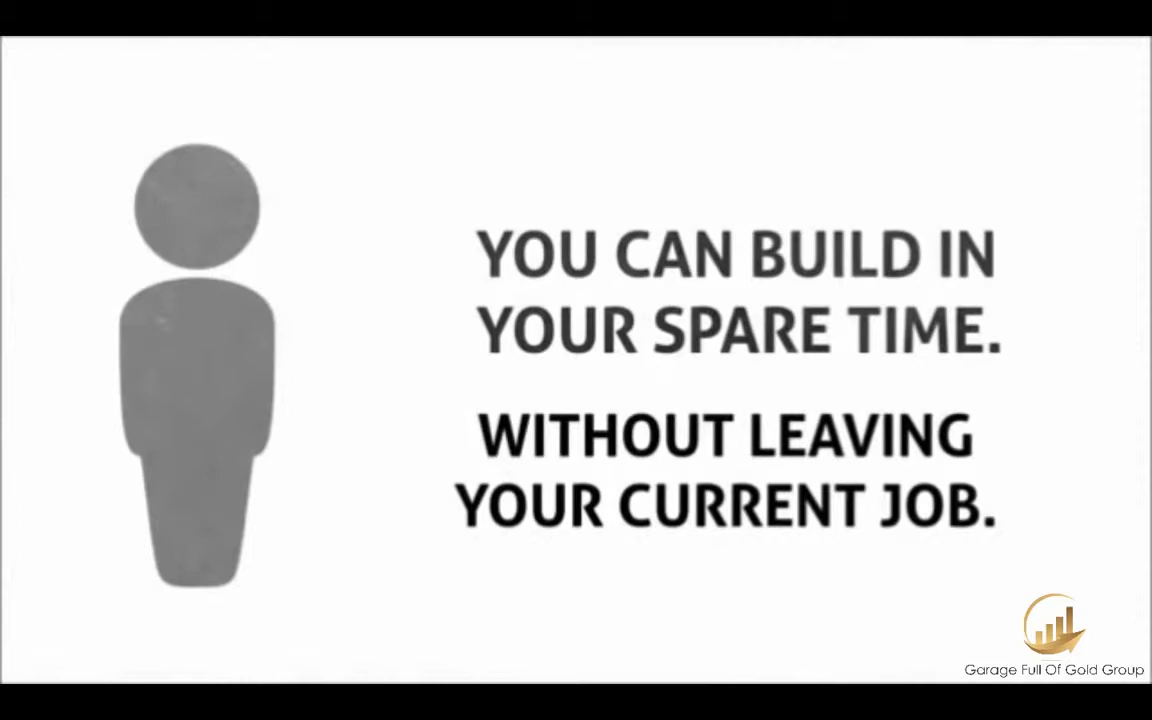 YOU CAN BUILD IN
YOUR SPARE TIME.
WITHOUT LEAVING
YOUR CURRENT JOB.
Garage Full Of Gold Group